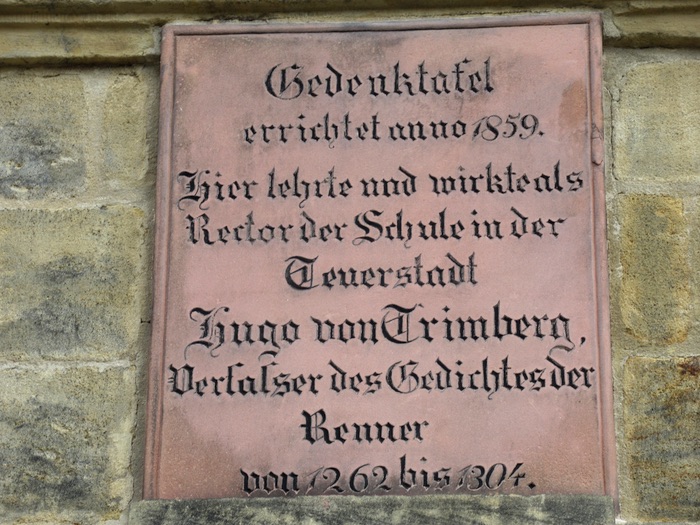 Gedenktafel
errichtet anno 1859.
Hier lehrte und wirkte als
Rector der Schule in der
Teuerstadt
Hugo von Trimberg,
Verfasser des Gedichtes der
Renner
von 1262 bis 1304.